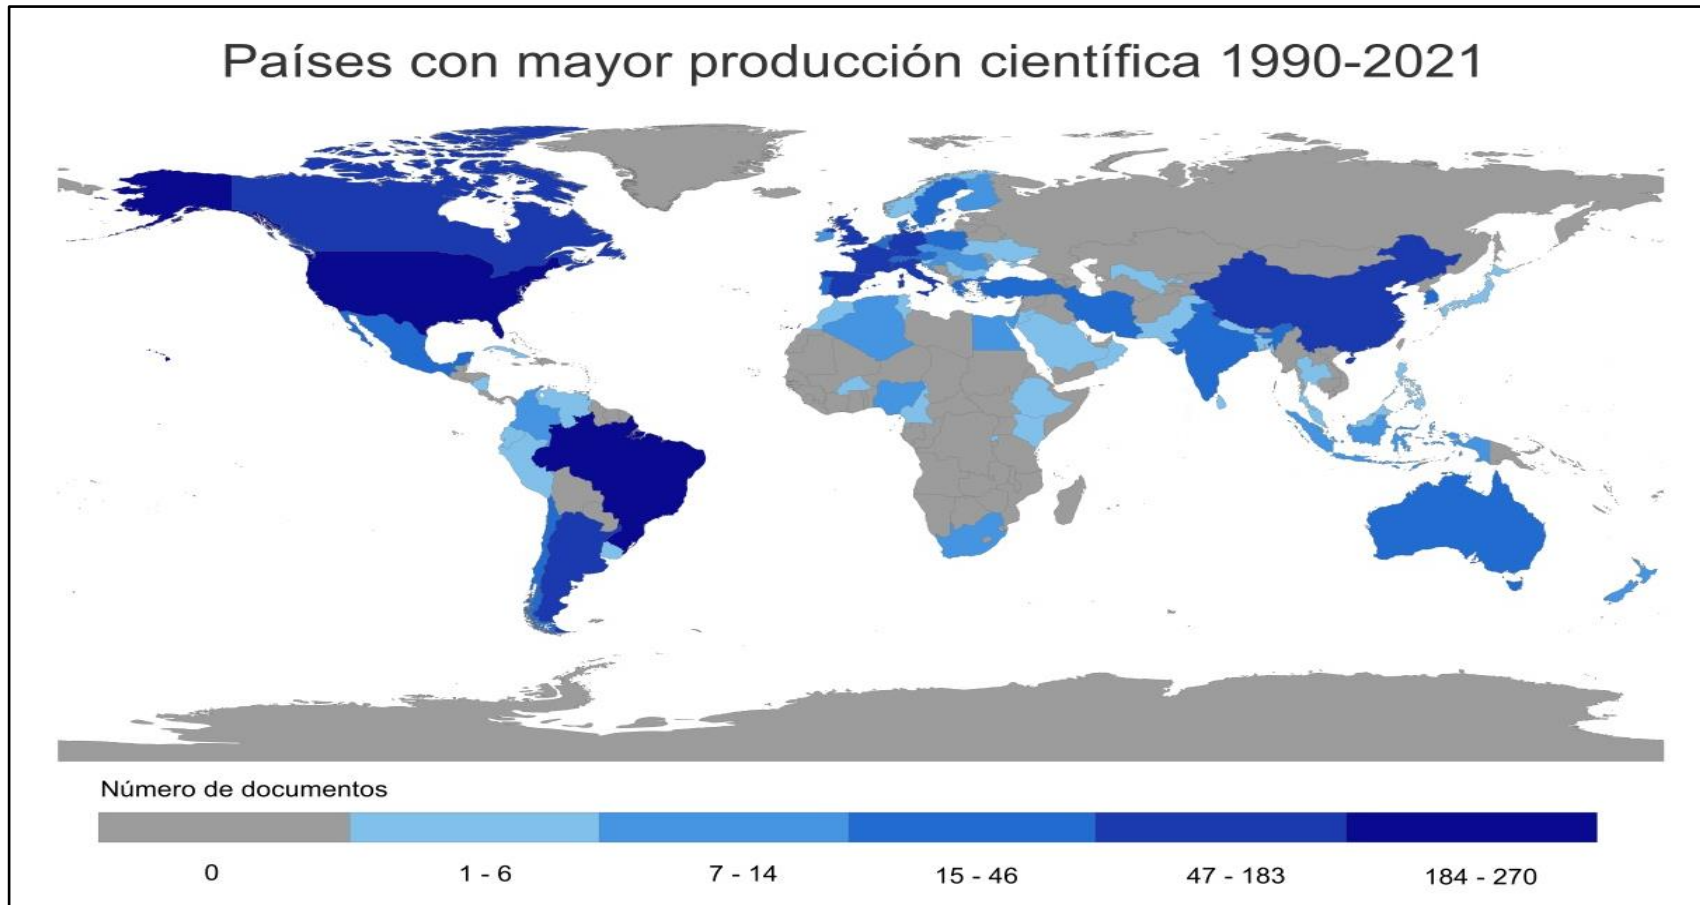 Países con mayor producción científica 1990-2021
Número de documentos
0
1 - 6
7 - 14
15 - 46
47 - 183
184 - 270